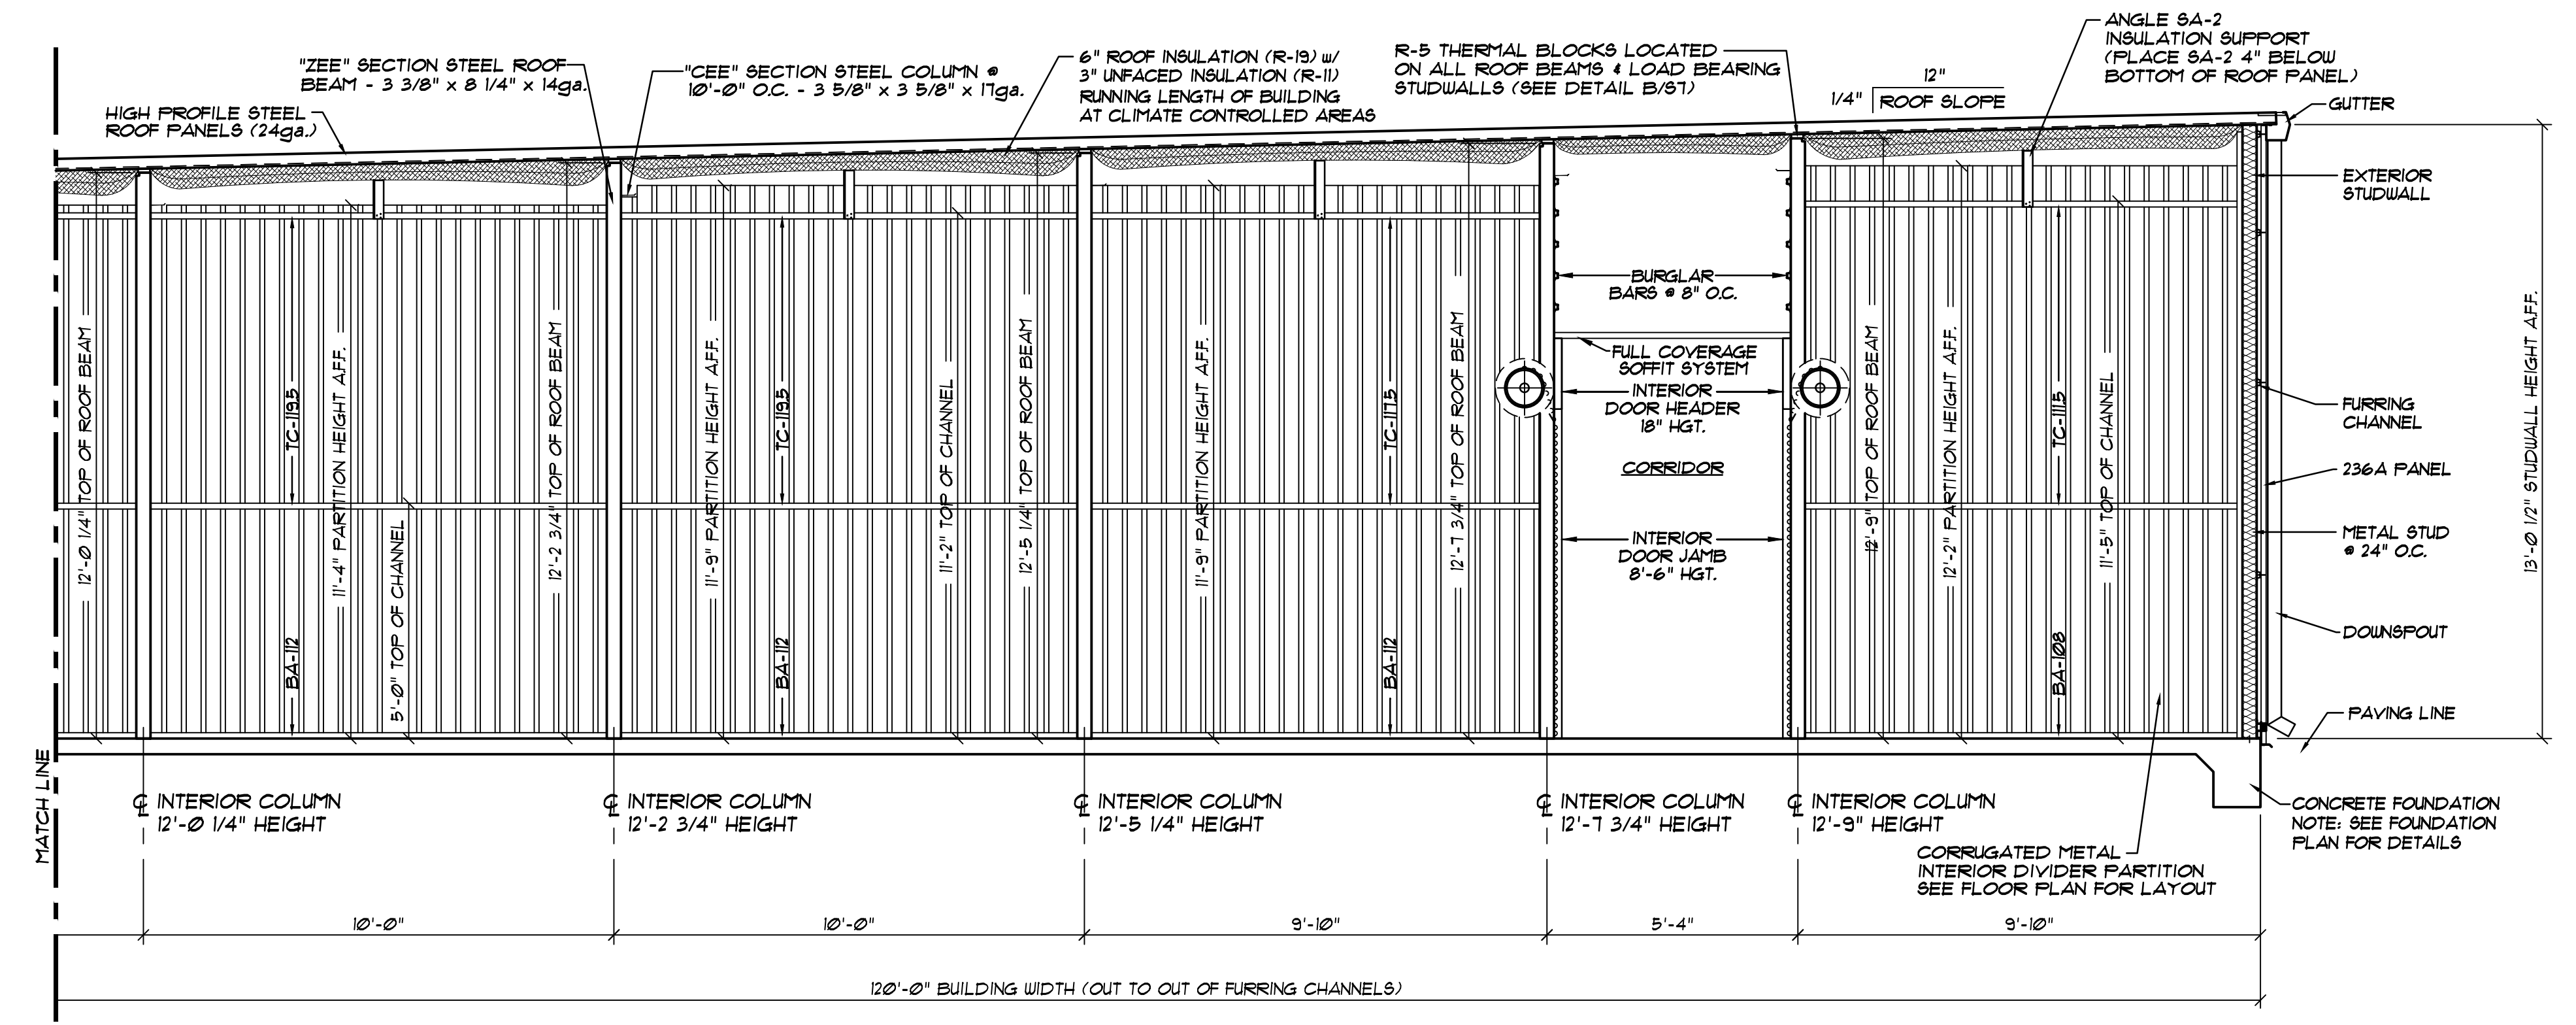 "ZEE" SECTION STEEL ROOF
BEAM - 3 3/8" x 8 1/4" x 14ga.
HIGH PROFILE STEEL
ROOF PANELS (24ga.)
"CEE" SECTION STEEL COLUMN @
10'-0" O.C. - 3 5/8" x 3 5/8" x 17ga.
6" ROOF INSULATION (R-19) w/
3" UNFACED INSULATION (R-11)
RUNNING LENGTH OF BUILDING
AT CLIMATE CONTROLLED AREAS
R-5 THERMAL BLOCKS LOCATED
ON ALL ROOF BEAMS & LOAD BEARING
STUDWALLS (SEE DETAIL B/S7)
12"
1/4"
ROOF SLOPE
ANGLE SA-2
INSULATION SUPPORT
(PLACE SA-2 4" BELOW
BOTTOM OF ROOF PANEL)
GUTTER
EXTERIOR
STUDWALL
FURRING
CHANNEL
236A PANEL
METAL STUD
@ 24" O.C.
DOWNSPOUT
PAVING LINE
13'-0 1/2" STUDWALL HEIGHT A.F.F.
12'-0 1/4" TOP OF ROOF BEAM
TC-119.5
BA-112
11'-4" PARTITION HEIGHT A.F.F.
5'-0" TOP OF CHANNEL
12'-2 3/4" TOP OF ROOF BEAM
11'-9" PARTITION HEIGHT A.F.F.
TC-119.5
BA-112
11'-2" TOP OF CHANNEL
12'-5 1/4" TOP OF ROOF BEAM
11'-9" PARTITION HEIGHT A.F.F.
TC-117.5
BA-112
12'-7 3/4" TOP OF ROOF BEAM
BURGLAR
BARS @ 8" O.C.
FULL COVERAGE
SOFFIT SYSTEM
INTERIOR
DOOR HEADER
18" HGT.
CORRIDOR
INTERIOR
DOOR JAMB
8'-6" HGT.
12'-9" TOP OF ROOF BEAM
12'-2" PARTITION HEIGHT A.F.F.
TC-111.5
BA-108
11'-5" TOP OF CHANNEL
MATCH LINE
℄ INTERIOR COLUMN
12'-0 1/4" HEIGHT
℄ INTERIOR COLUMN
12'-2 3/4" HEIGHT
℄ INTERIOR COLUMN
12'-5 1/4" HEIGHT
℄ INTERIOR COLUMN
12'-7 3/4" HEIGHT
℄ INTERIOR COLUMN
12'-9" HEIGHT
CONCRETE FOUNDATION
NOTE: SEE FOUNDATION
PLAN FOR DETAILS
CORRUGATED METAL
INTERIOR DIVIDER PARTITION
SEE FLOOR PLAN FOR LAYOUT
10'-0"
10'-0"
9'-10"
5'-4"
9'-10"
120'-0" BUILDING WIDTH (OUT TO OUT OF FURRING CHANNELS)